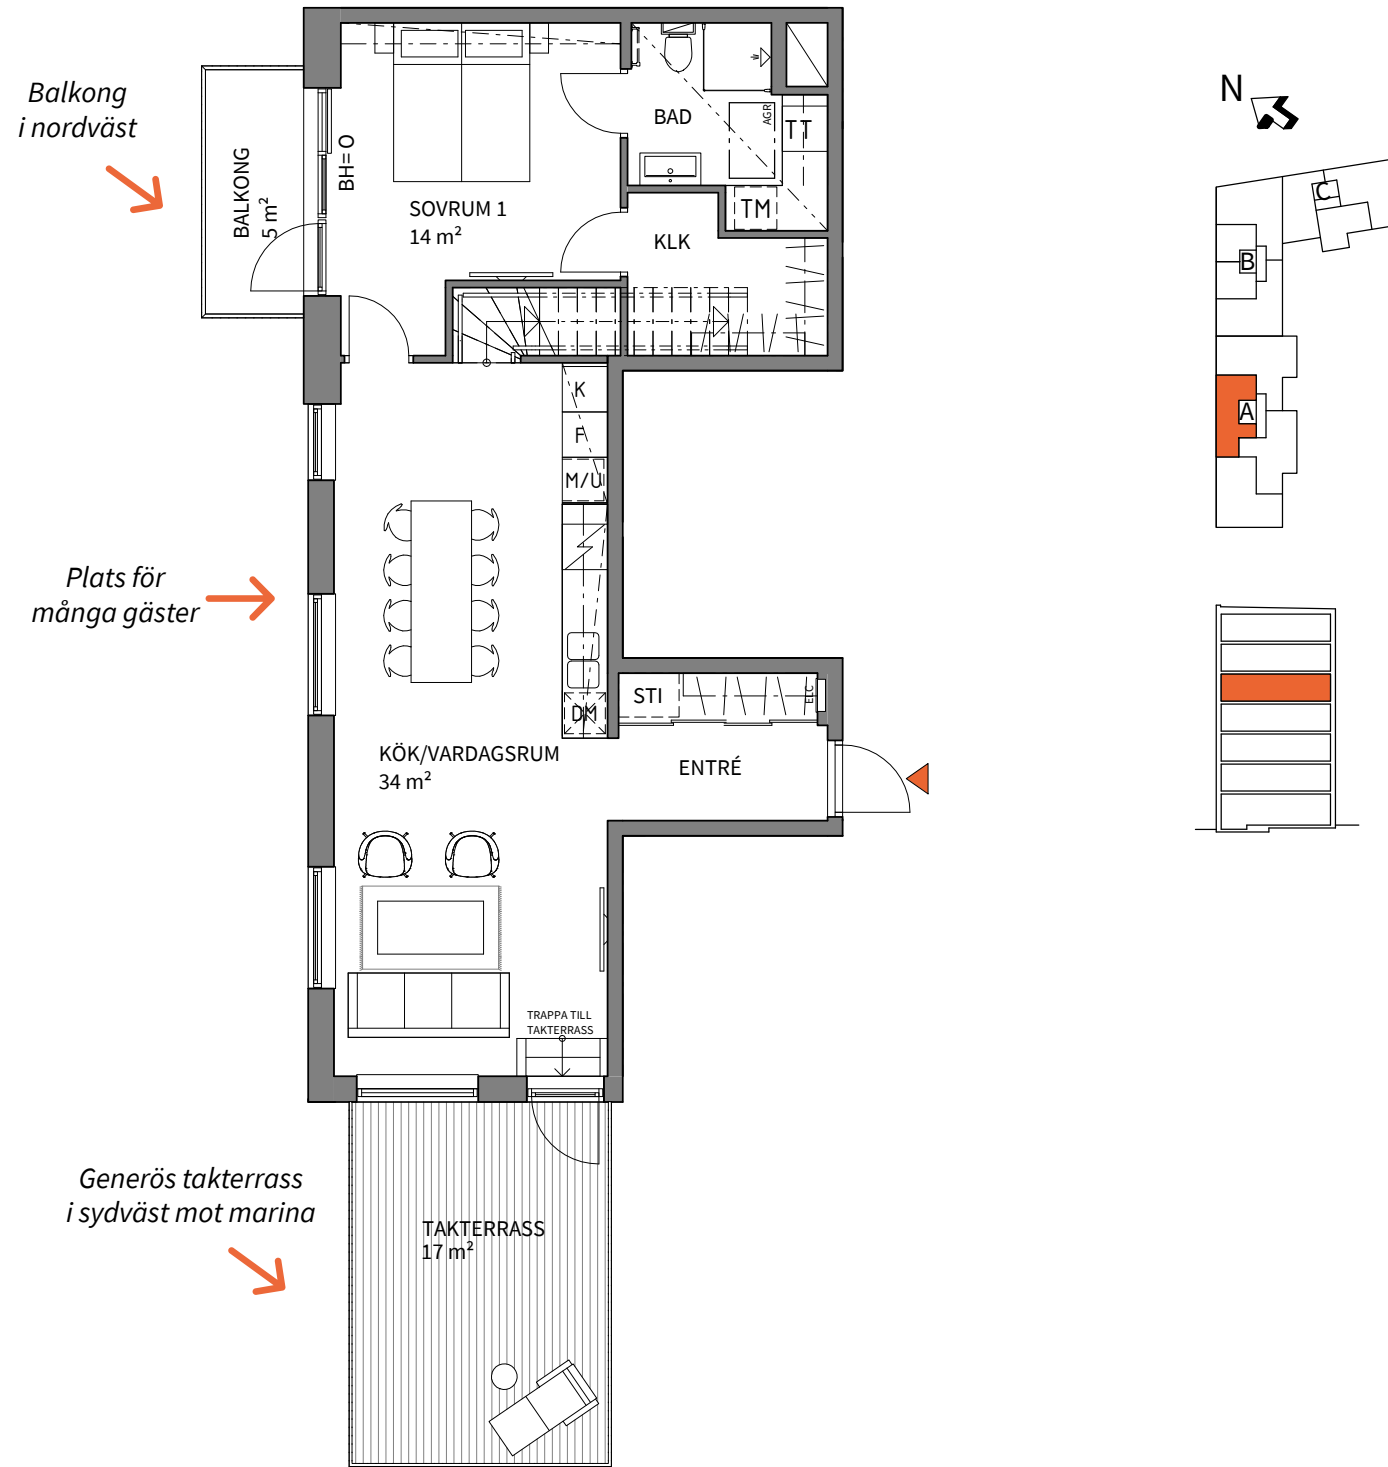 Balkong
i nordväst
BALKONG
5 m²
BH=0
SOVRUM 1
14 m²
BAD
AGR
TT
TM
KLK
K
F
M/U
Plats för
många gäster
DM
STI
ELC
KÖK/VARDAGSRUM
34 m²
ENTRÉ
TRAPPA TILL
TAKTERRASS
Generös takterrass
i sydväst mot marina
TAKTERRASS
17 m²
N
C
B
A